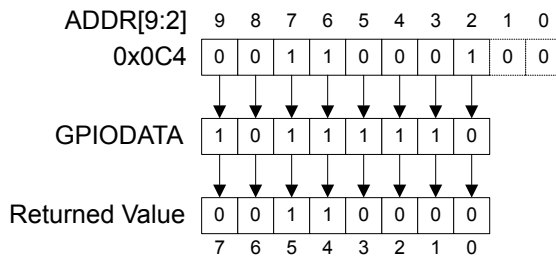 ADDR[9:2] 9 8 7 6 5 4 3 2 1 0
0x0C4 0 0 1 1 0 0 0 1 0 0
GPIODATA 1 0 1 1 1 1 1 0
Returned Value 0 0 1 1 0 0 0 0
7 6 5 4 3 2 1 0